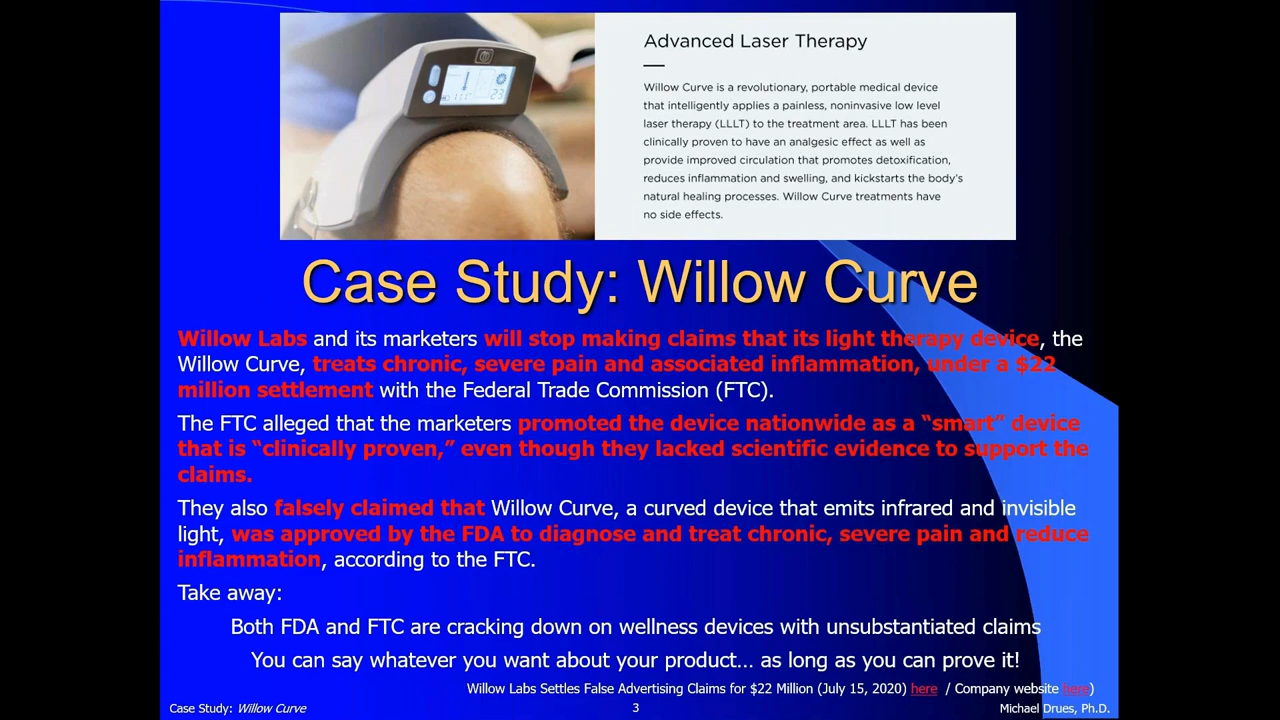 Advanced Laser Therapy
Willow Curve is a revolutionary, portable medical device
that intelligently applies a painless, noninvasive low level
laser therapy (LLLT) to the treatment area. LLLT has been
clinically proven to have an analgesic effect as well as
provide improved circulation that promotes detoxification,
reduces inflammation and swelling, and kickstarts the body's
natural healing processes. Willow Curve treatments have
no side effects.
Case Study: Willow Curve
Willow Labs and its marketers will stop making claims that its light therapy device, the
Willow Curve, treats chronic, severe pain and associated inflammation, under a $22
million settlement with the Federal Trade Commission (FTC).
The FTC alleged that the marketers promoted the device nationwide as a “smart” device
that is “clinically proven,” even though they lacked scientific evidence to support the
claims.
They also falsely claimed that Willow Curve, a curved device that emits infrared and invisible
light, was approved by the FDA to diagnose and treat chronic, severe pain and reduce
inflammation, according to the FTC.
Take away:
Both FDA and FTC are cracking down on wellness devices with unsubstantiated claims
You can say whatever you want about your product… as long as you can prove it!
Willow Labs Settles False Advertising Claims for $22 Million (July 15, 2020) here / Company website here)
Case Study: Willow Curve 3 Michael Drues, Ph.D.